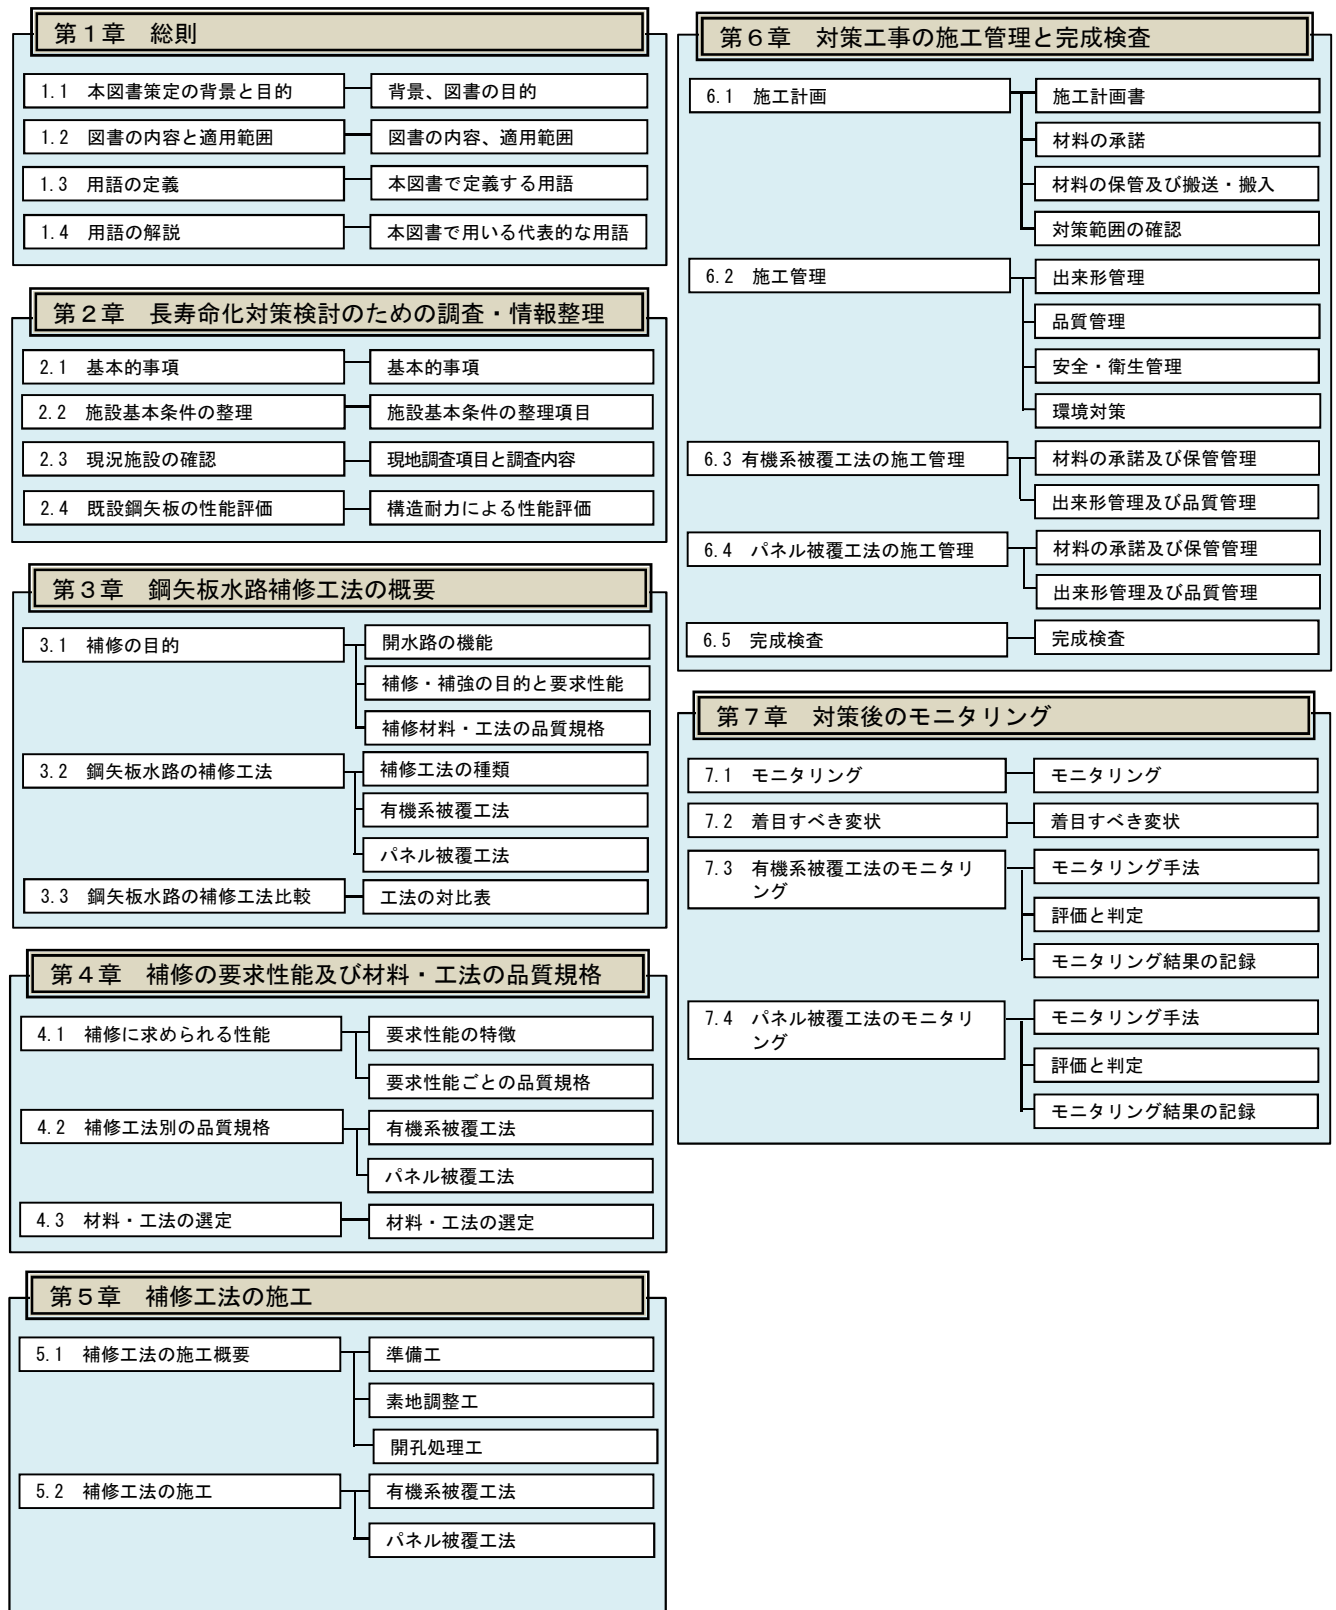 第１章　総則
1.1　本図書策定の背景と目的
背景、図書の目的
1.2　図書の内容と適用範囲
図書の内容、適用範囲
1.3　用語の定義
本図書で定義する用語
1.4　用語の解説
本図書で用いる代表的な用語
第２章　長寿命化対策検討のための調査・情報整理
2.1　基本的事項
基本的事項
2.2　施設基本条件の整理
施設基本条件の整理項目
2.3　現況施設の確認
現地調査項目と調査内容
2.4　既設鋼矢板の性能評価
構造耐力による性能評価
第３章　鋼矢板水路補修工法の概要
3.1　補修の目的
開水路の機能
補修・補強の目的と要求性能
補修材料・工法の品質規格
3.2　鋼矢板水路の補修工法
補修工法の種類
有機系被覆工法
パネル被覆工法
3.3　鋼矢板水路の補修工法比較
工法の対比表
第４章　補修の要求性能及び材料・工法の品質規格
4.1　補修に求められる性能
要求性能の特徴
要求性能ごとの品質規格
4.2　補修工法別の品質規格
有機系被覆工法
パネル被覆工法
4.3　材料・工法の選定
材料・工法の選定
第５章　補修工法の施工
5.1　補修工法の施工概要
準備工
素地調整工
開孔処理工
5.2　補修工法の施工
有機系被覆工法
パネル被覆工法
第６章　対策工事の施工管理と完成検査
6.1　施工計画
施工計画書
材料の承諾
材料の保管及び搬送・搬入
対策範囲の確認
6.2　施工管理
出来形管理
品質管理
安全・衛生管理
環境対策
6.3 有機系被覆工法の施工管理
材料の承諾及び保管管理
出来形管理及び品質管理
6.4　パネル被覆工法の施工管理
材料の承諾及び保管管理
出来形管理及び品質管理
6.5　完成検査
完成検査
第７章　対策後のモニタリング
7.1　モニタリング
モニタリング
7.2　着目すべき変状
着目すべき変状
7.3　有機系被覆工法のモニタリ
ング
モニタリング手法
評価と判定
モニタリング結果の記録
7.4　パネル被覆工法のモニタリ
ング
モニタリング手法
評価と判定
モニタリング結果の記録